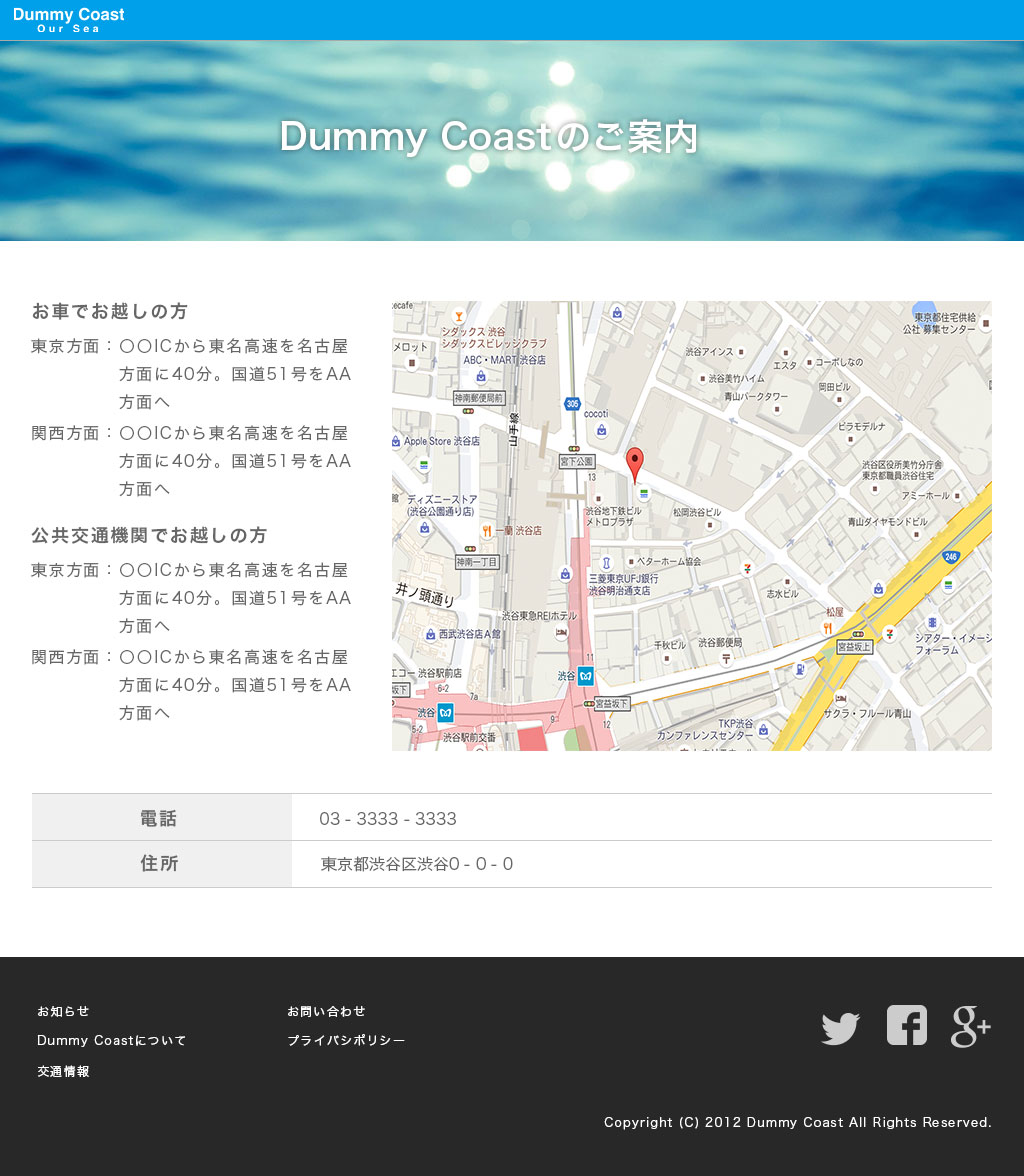 Dummy Coast
Our Sea
Dummy Coastのご案内
お車でお越しの方
東京方面：〇〇ICから東名高速を名古屋
方面に40分。国道51号をAA
方面へ
関西方面：〇〇ICから東名高速を名古屋
方面に40分。国道51号をAA
方面へ
公共交通機関でお越しの方
東京方面：〇〇ICから東名高速を名古屋
方面に40分。国道51号をAA
方面へ
関西方面：〇〇ICから東名高速を名古屋
方面に40分。国道51号をAA
方面へ
ecafe
シダックス 渋谷
シダックスビレッジクラブ
メロット
ABC・MART 渋谷店
神南郵便局前
山手線
305
cocoti
Apple Store 渋谷店
宮下公園
13
館
ディズニーストア
(渋谷公園通り店)
一蘭 渋谷店
渋谷地下鉄ビル
メトロプラザ
神南一丁目
井ノ頭通り
三菱東京UFJ銀行
渋谷明治通支店
ベターホーム協会
渋谷東急REIホテル
西武渋谷店A館
エコー 渋谷駅前店
坂下
6-2
7a
渋谷
5-2
渋谷駅前交番
渋谷
9
11
12
宮益坂下
東京都住宅供給
公社 募集センター
渋谷アインス
エスタ
コーポしなの
渋谷美竹ハイム
岡田ビル
青山パークタワー
ピラミデルナ
渋谷区役所美竹分庁舎
東京都職員渋谷住宅
アミーホール
松岡渋谷ビル
青山ダイヤモンドビル
246
志水ビル
松屋
千秋ビル
渋谷郵便局
宮益坂上
シアター・イメージ
フォーラム
サクラ・フルール青山
TKP渋谷
カンファレンスセンター
電話
03 - 3333 - 3333
住所
東京都渋谷区渋谷0 - 0 - 0
お知らせ
お問い合わせ
Dummy Coastについて
プライバシポリシー
交通情報
Copyright (C) 2012 Dummy Coast All Rights Reserved.